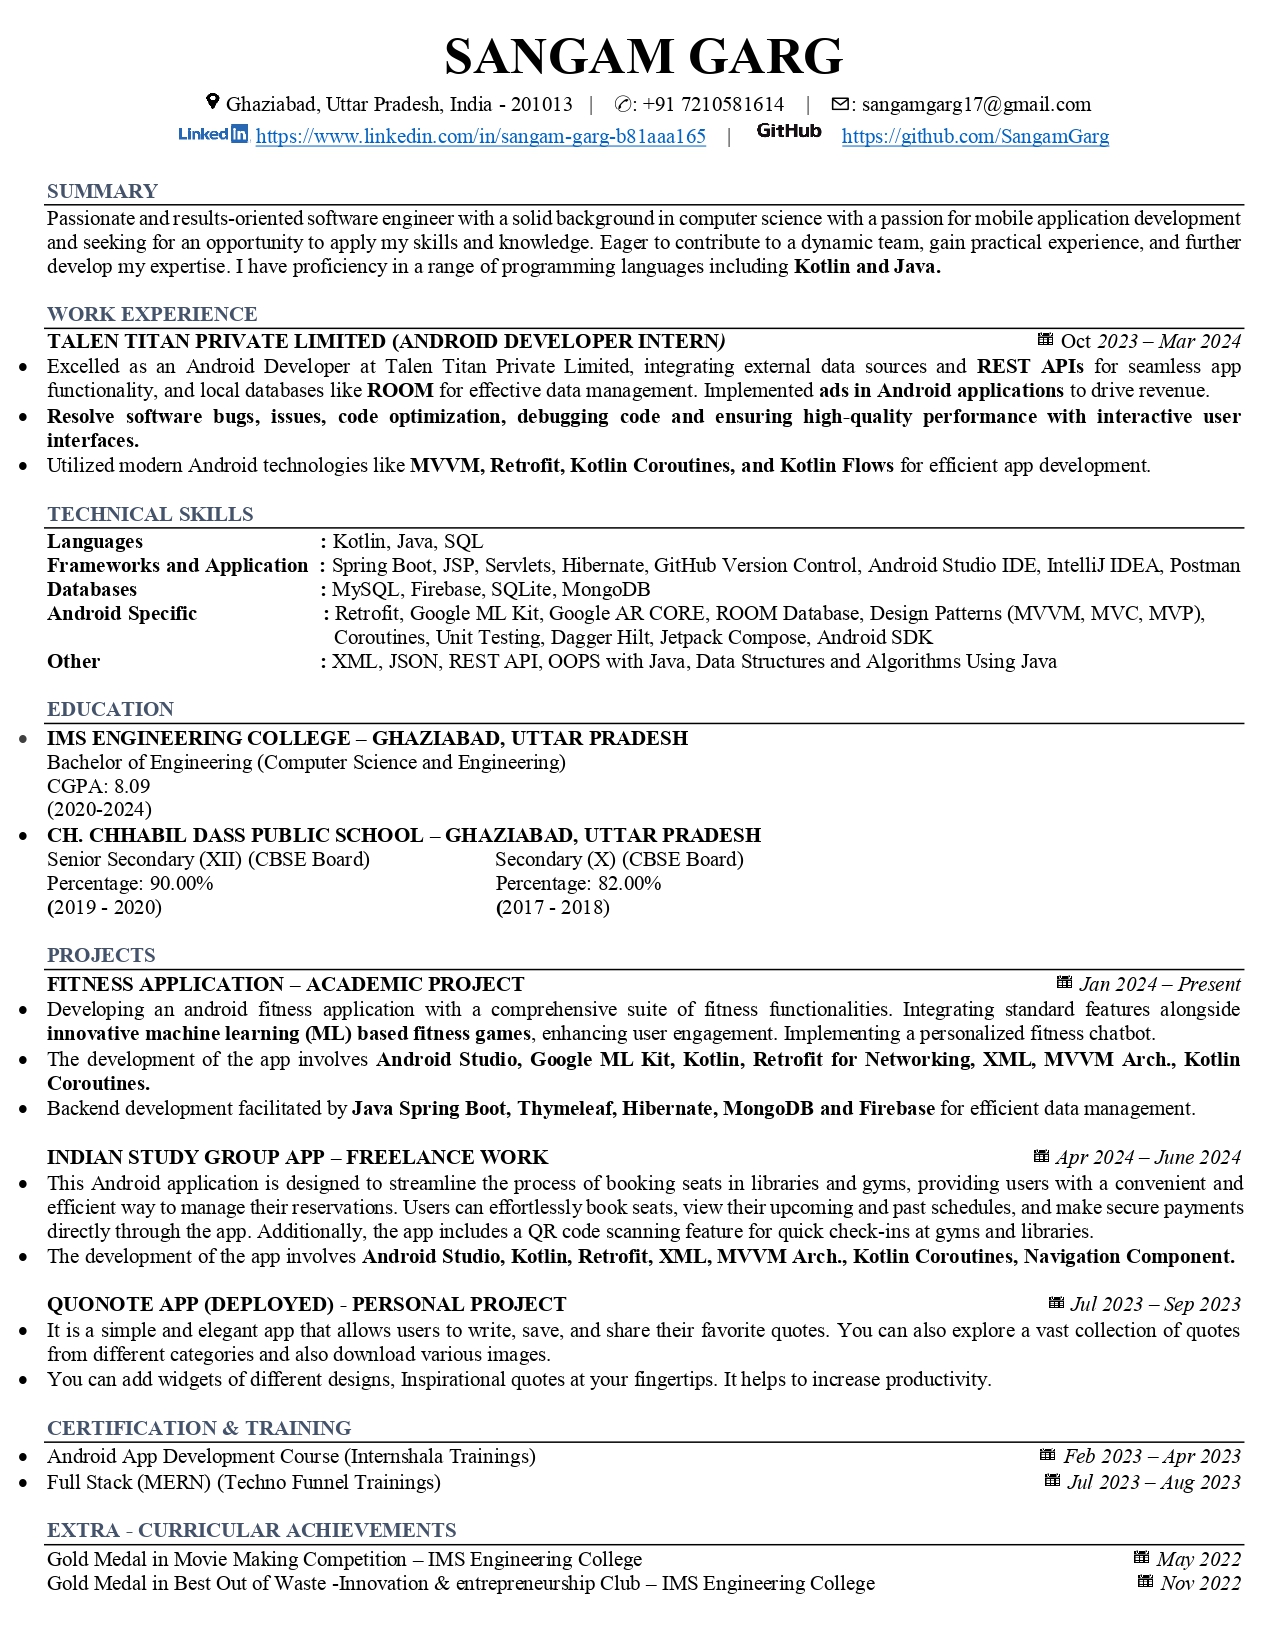 SANGAM GARG
Ghaziabad, Uttar Pradesh, India - 201013 | ✆: +91 7210581614 | : sangamgarg17@gmail.com
Linked in https://www.linkedin.com/in/sangam-garg-b81aaa165 | GitHub https://github.com/SangamGarg
SUMMARY
Passionate and results-oriented software engineer with a solid background in computer science with a passion for mobile application development
and seeking for an opportunity to apply my skills and knowledge. Eager to contribute to a dynamic team, gain practical experience, and further
develop my expertise. I have proficiency in a range of programming languages including Kotlin and Java.
WORK EXPERIENCE
TALEN TITAN PRIVATE LIMITED (ANDROID DEVELOPER INTERN) Oct 2023 – Mar 2024
• Excelled as an Android Developer at Talen Titan Private Limited, integrating external data sources and REST APIs for seamless app
functionality, and local databases like ROOM for effective data management. Implemented ads in Android applications to drive revenue.
• Resolve software bugs, issues, code optimization, debugging code and ensuring high-quality performance with interactive user
interfaces.
• Utilized modern Android technologies like MVVM, Retrofit, Kotlin Coroutines, and Kotlin Flows for efficient app development.
TECHNICAL SKILLS
Languages : Kotlin, Java, SQL
Frameworks and Application : Spring Boot, JSP, Servlets, Hibernate, GitHub Version Control, Android Studio IDE, IntelliJ IDEA, Postman
Databases : MySQL, Firebase, SQLite, MongoDB
Android Specific : Retrofit, Google ML Kit, Google AR CORE, ROOM Database, Design Patterns (MVVM, MVC, MVP),
Coroutines, Unit Testing, Dagger Hilt, Jetpack Compose, Android SDK
Other : XML, JSON, REST API, OOPS with Java, Data Structures and Algorithms Using Java
EDUCATION
• IMS ENGINEERING COLLEGE – GHAZIABAD, UTTAR PRADESH
Bachelor of Engineering (Computer Science and Engineering)
CGPA: 8.09
(2020-2024)
• CH. CHHABIL DASS PUBLIC SCHOOL – GHAZIABAD, UTTAR PRADESH
Senior Secondary (XII) (CBSE Board) Secondary (X) (CBSE Board)
Percentage: 90.00% Percentage: 82.00%
(2019 - 2020) (2017 - 2018)
PROJECTS
FITNESS APPLICATION – ACADEMIC PROJECT Jan 2024 – Present
• Developing an android fitness application with a comprehensive suite of fitness functionalities. Integrating standard features alongside
innovative machine learning (ML) based fitness games, enhancing user engagement. Implementing a personalized fitness chatbot.
• The development of the app involves Android Studio, Google ML Kit, Kotlin, Retrofit for Networking, XML, MVVM Arch., Kotlin
Coroutines.
• Backend development facilitated by Java Spring Boot, Thymeleaf, Hibernate, MongoDB and Firebase for efficient data management.
INDIAN STUDY GROUP APP – FREELANCE WORK Apr 2024 – June 2024
• This Android application is designed to streamline the process of booking seats in libraries and gyms, providing users with a convenient and
efficient way to manage their reservations. Users can effortlessly book seats, view their upcoming and past schedules, and make secure payments
directly through the app. Additionally, the app includes a QR code scanning feature for quick check-ins at gyms and libraries.
• The development of the app involves Android Studio, Kotlin, Retrofit, XML, MVVM Arch., Kotlin Coroutines, Navigation Component.
QUONOTE APP (DEPLOYED) - PERSONAL PROJECT Jul 2023 – Sep 2023
• It is a simple and elegant app that allows users to write, save, and share their favorite quotes. You can also explore a vast collection of quotes
from different categories and also download various images.
• You can add widgets of different designs, Inspirational quotes at your fingertips. It helps to increase productivity.
CERTIFICATION & TRAINING
• Android App Development Course (Internshala Trainings) Feb 2023 – Apr 2023
• Full Stack (MERN) (Techno Funnel Trainings) Jul 2023 – Aug 2023
EXTRA - CURRICULAR ACHIEVEMENTS
Gold Medal in Movie Making Competition – IMS Engineering College May 2022
Gold Medal in Best Out of Waste -Innovation & entrepreneurship Club – IMS Engineering College Nov 2022